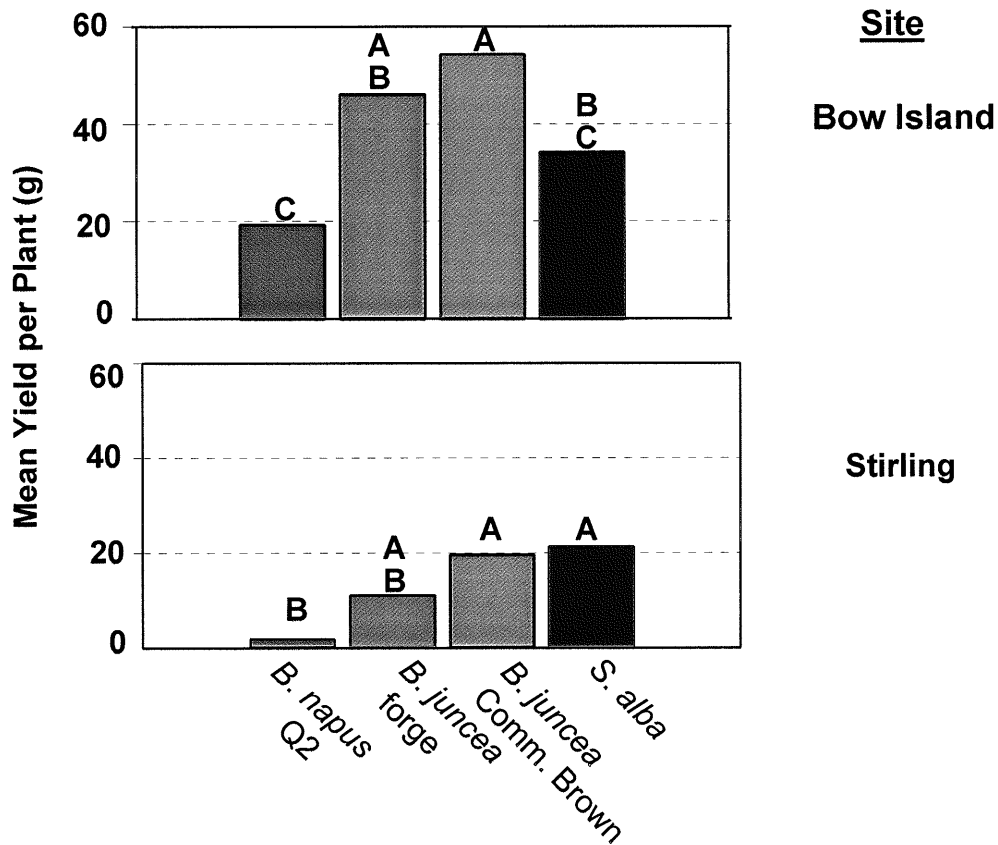 Site
Bow Island
Mean Yield per Plant (g)
60
40
20
0
C
A
B
A
B
C
Stirling
60
40
20
0
B
A
B
A
A
B. napus
Q2
B. juncea
forge
B. juncea
Comm. Brown
S. alba